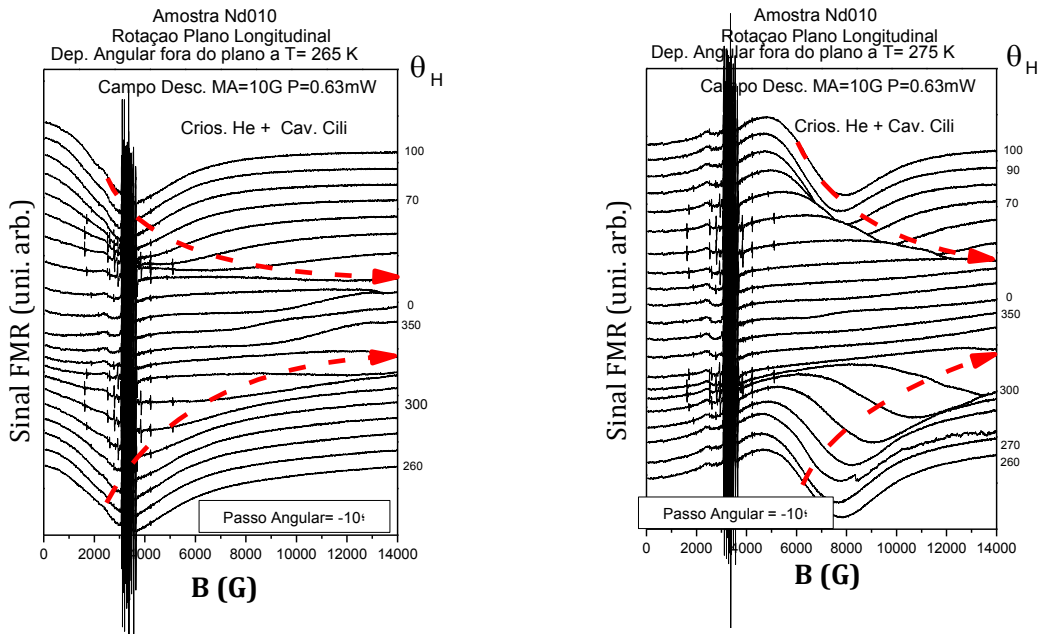 Amostra Nd010
Rotaçao Plano Longitudinal
Dep. Angular fora do plano a T= 265 K
θH
Campo Desc. MA=10G P=0.63mW
Crios. He + Cav. Cili
100
70
0
350
300
260
Sinal FMR (uni. arb.)
Passo Angular= -10
0 2000 4000 6000 8000 10000 12000 14000
B (G)
Amostra Nd010
Rotaçao Plano Longitudinal
Dep. Angular fora do plano a T= 275 K
θH
Campo Desc. MA=10G P=0.63mW
Crios. He + Cav. Cili
100
90
70
0
350
300
270
260
Sinal FMR (uni. arb.)
Passo Angular = -10
0 2000 4000 6000 8000 10000 12000 14000
B (G)